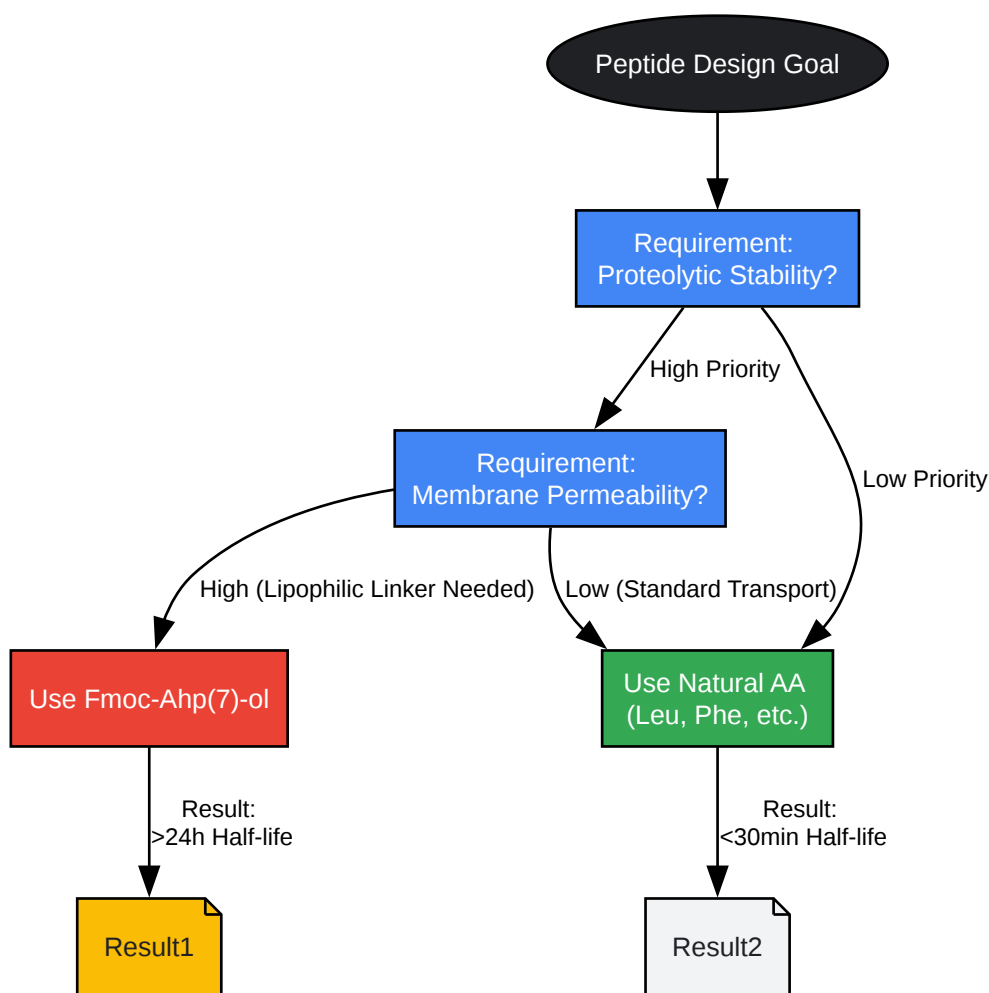 Peptide Design Goal
Requirement:
Proteolytic Stability?
High Priority
Requirement:
Membrane Permeability?
Low Priority
High (Lipophilic Linker Needed)
Low (Standard Transport)
Use Fmoc-Ahp(7)-ol
Use Natural AA
(Leu, Phe, etc.)
Result:
>24h Half-life
Result:
<30min Half-life
Result1
Result2